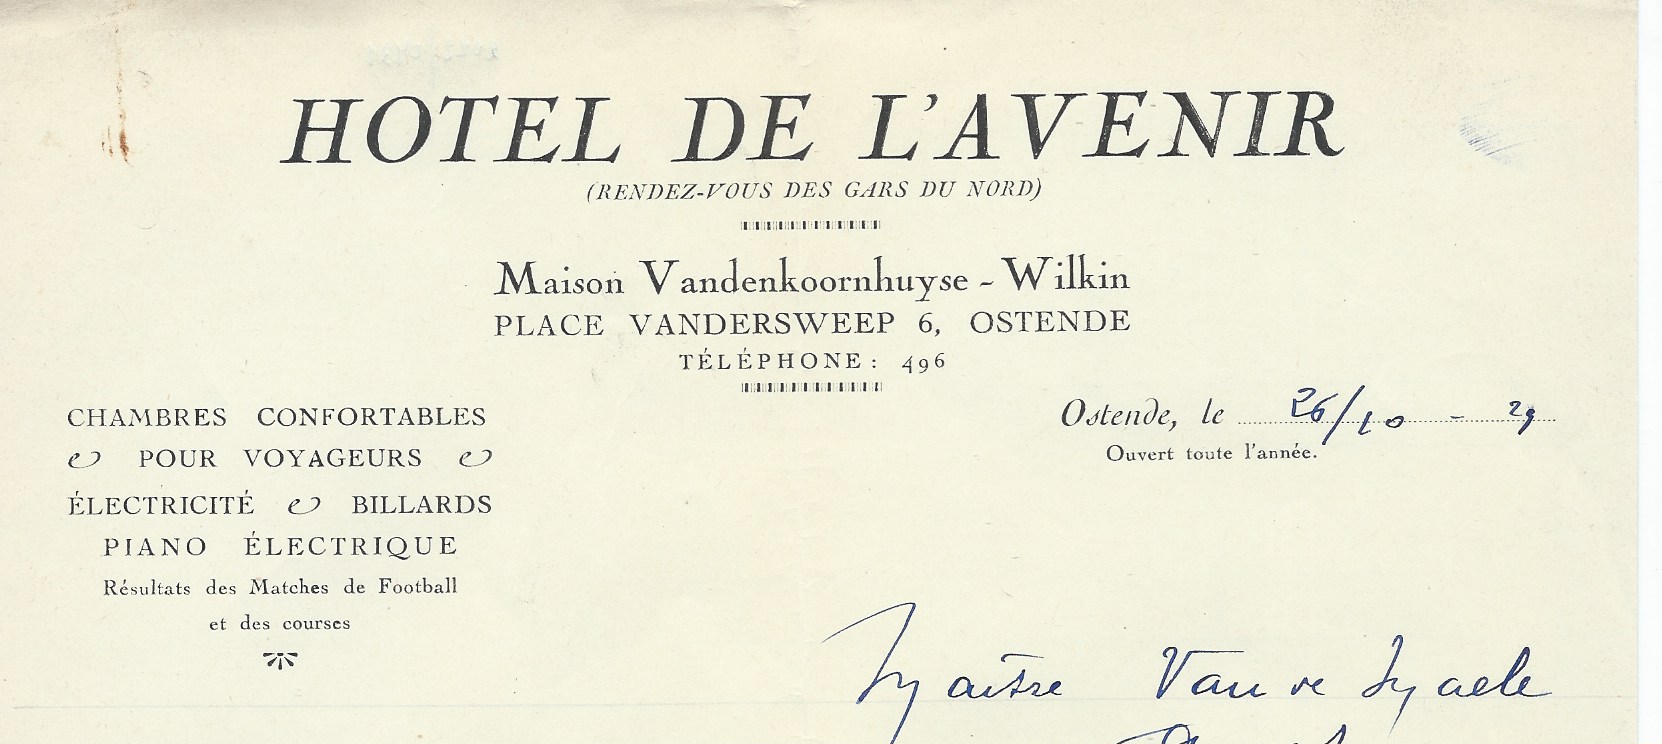 HOTEL DE L'AVENIR
(RENDEZ-VOUS DES GARS DU NORD)
Maison Vandenkoornhuyse - Wilkin
PLACE VANDERSWEEP 6, OSTENDE
TÉLÉPHONE : 496
CHAMBRES CONFORTABLES
POUR VOYAGEURS
ÉLECTRICITÉ BILLARDS
PIANO ÉLECTRIQUE
Résultats des Matches de Football
et des courses
Ostende, le 26/10 - 29
Ouvert toute l'année.
Maître